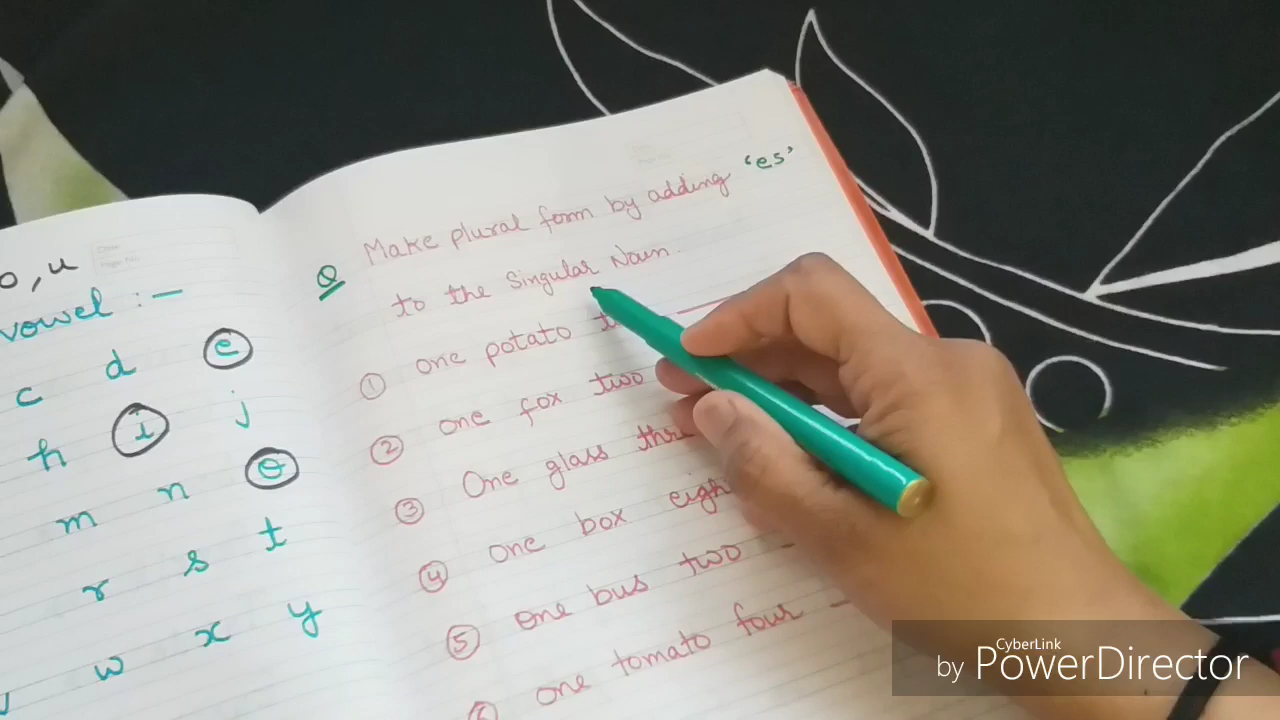 o, u
vowel :-
c d e
h i j
m n o
r s t
w x y
Q Make plural form by adding 'es'
to the Singular Noun.
① one potato
② one fox two
③ One glass
④ one box
⑤ one bus two
⑥ one tomato four
CyberLink
by PowerDirector